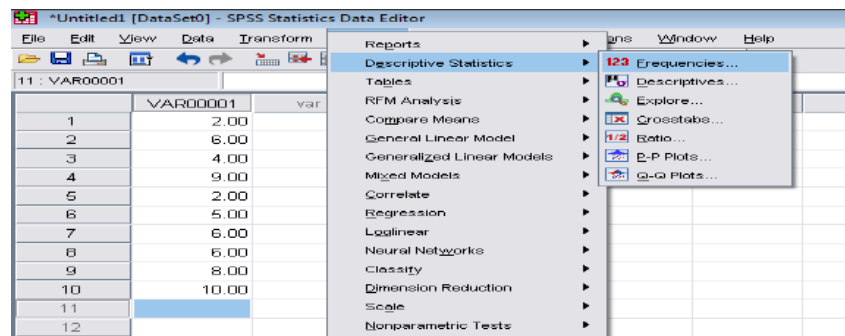 *Untitled1 [DataSet0] - SPSS Statistics Data Editor
File Edit View Data Transform Window Help
11 : VAR00001
VAR00001 var
1 2.00
2 6.00
3 4.00
4 9.00
5 2.00
6 5.00
7 6.00
8 6.00
9 8.00
10 10.00
11
12
Reports
Descriptive Statistics
Tables
RFM Analysis
Compare Means
General Linear Model
Generalized Linear Models
Mixed Models
Correlate
Regression
Loglinear
Neural Networks
Classify
Dimension Reduction
Scale
Nonparametric Tests
123 Frequencies...
Descriptives...
Explore...
Crosstabs...
1/2 Ratio...
P-P Plots...
Q-Q Plots...